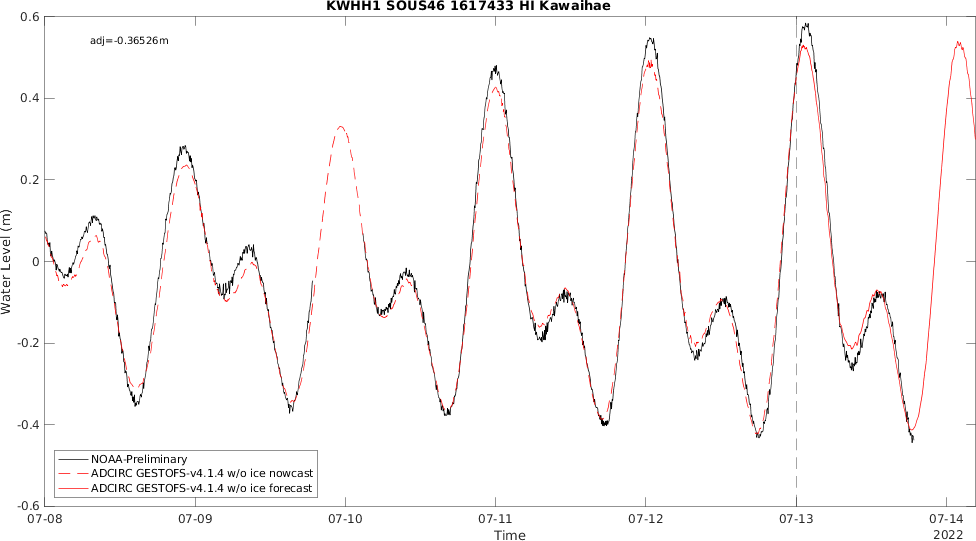 KWHH1 SOUS46 1617433 HI Kawaihae
adj=-0.36526m
0.6
0.4
0.2
0
-0.2
-0.4
-0.6
Water Level (m)
NOAA-Preliminary
ADCIRC GESTOFS-v4.1.4 w/o ice nowcast
ADCIRC GESTOFS-v4.1.4 w/o ice forecast
07-08 07-09 07-10 07-11 07-12 07-13 07-14
Time
2022